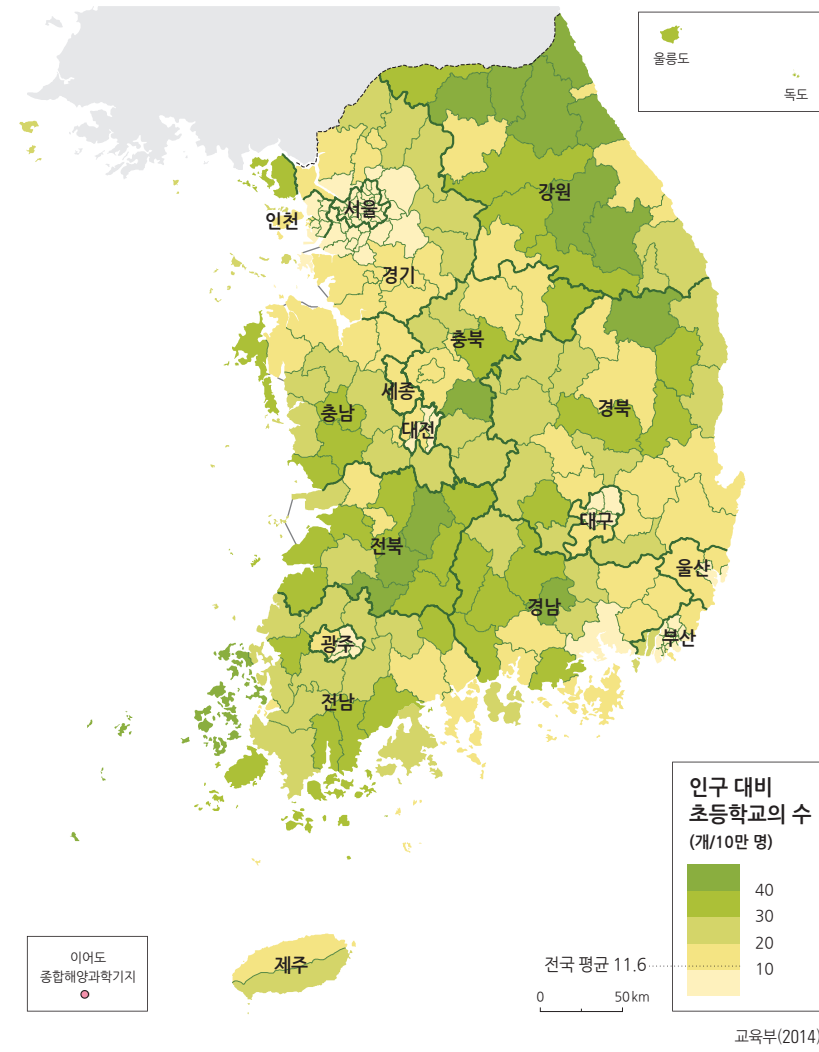 울릉도
독도
강원
서울
인천
경기
충북
세종
충남
대전
경북
대구
전북
울산
경남
부산
광주
전남
제주
이어도
종합해양과학기지
인구 대비
초등학교의 수
(개/10만 명)
40
30
20
10
전국 평균 11.6
0 50km
교육부(2014)